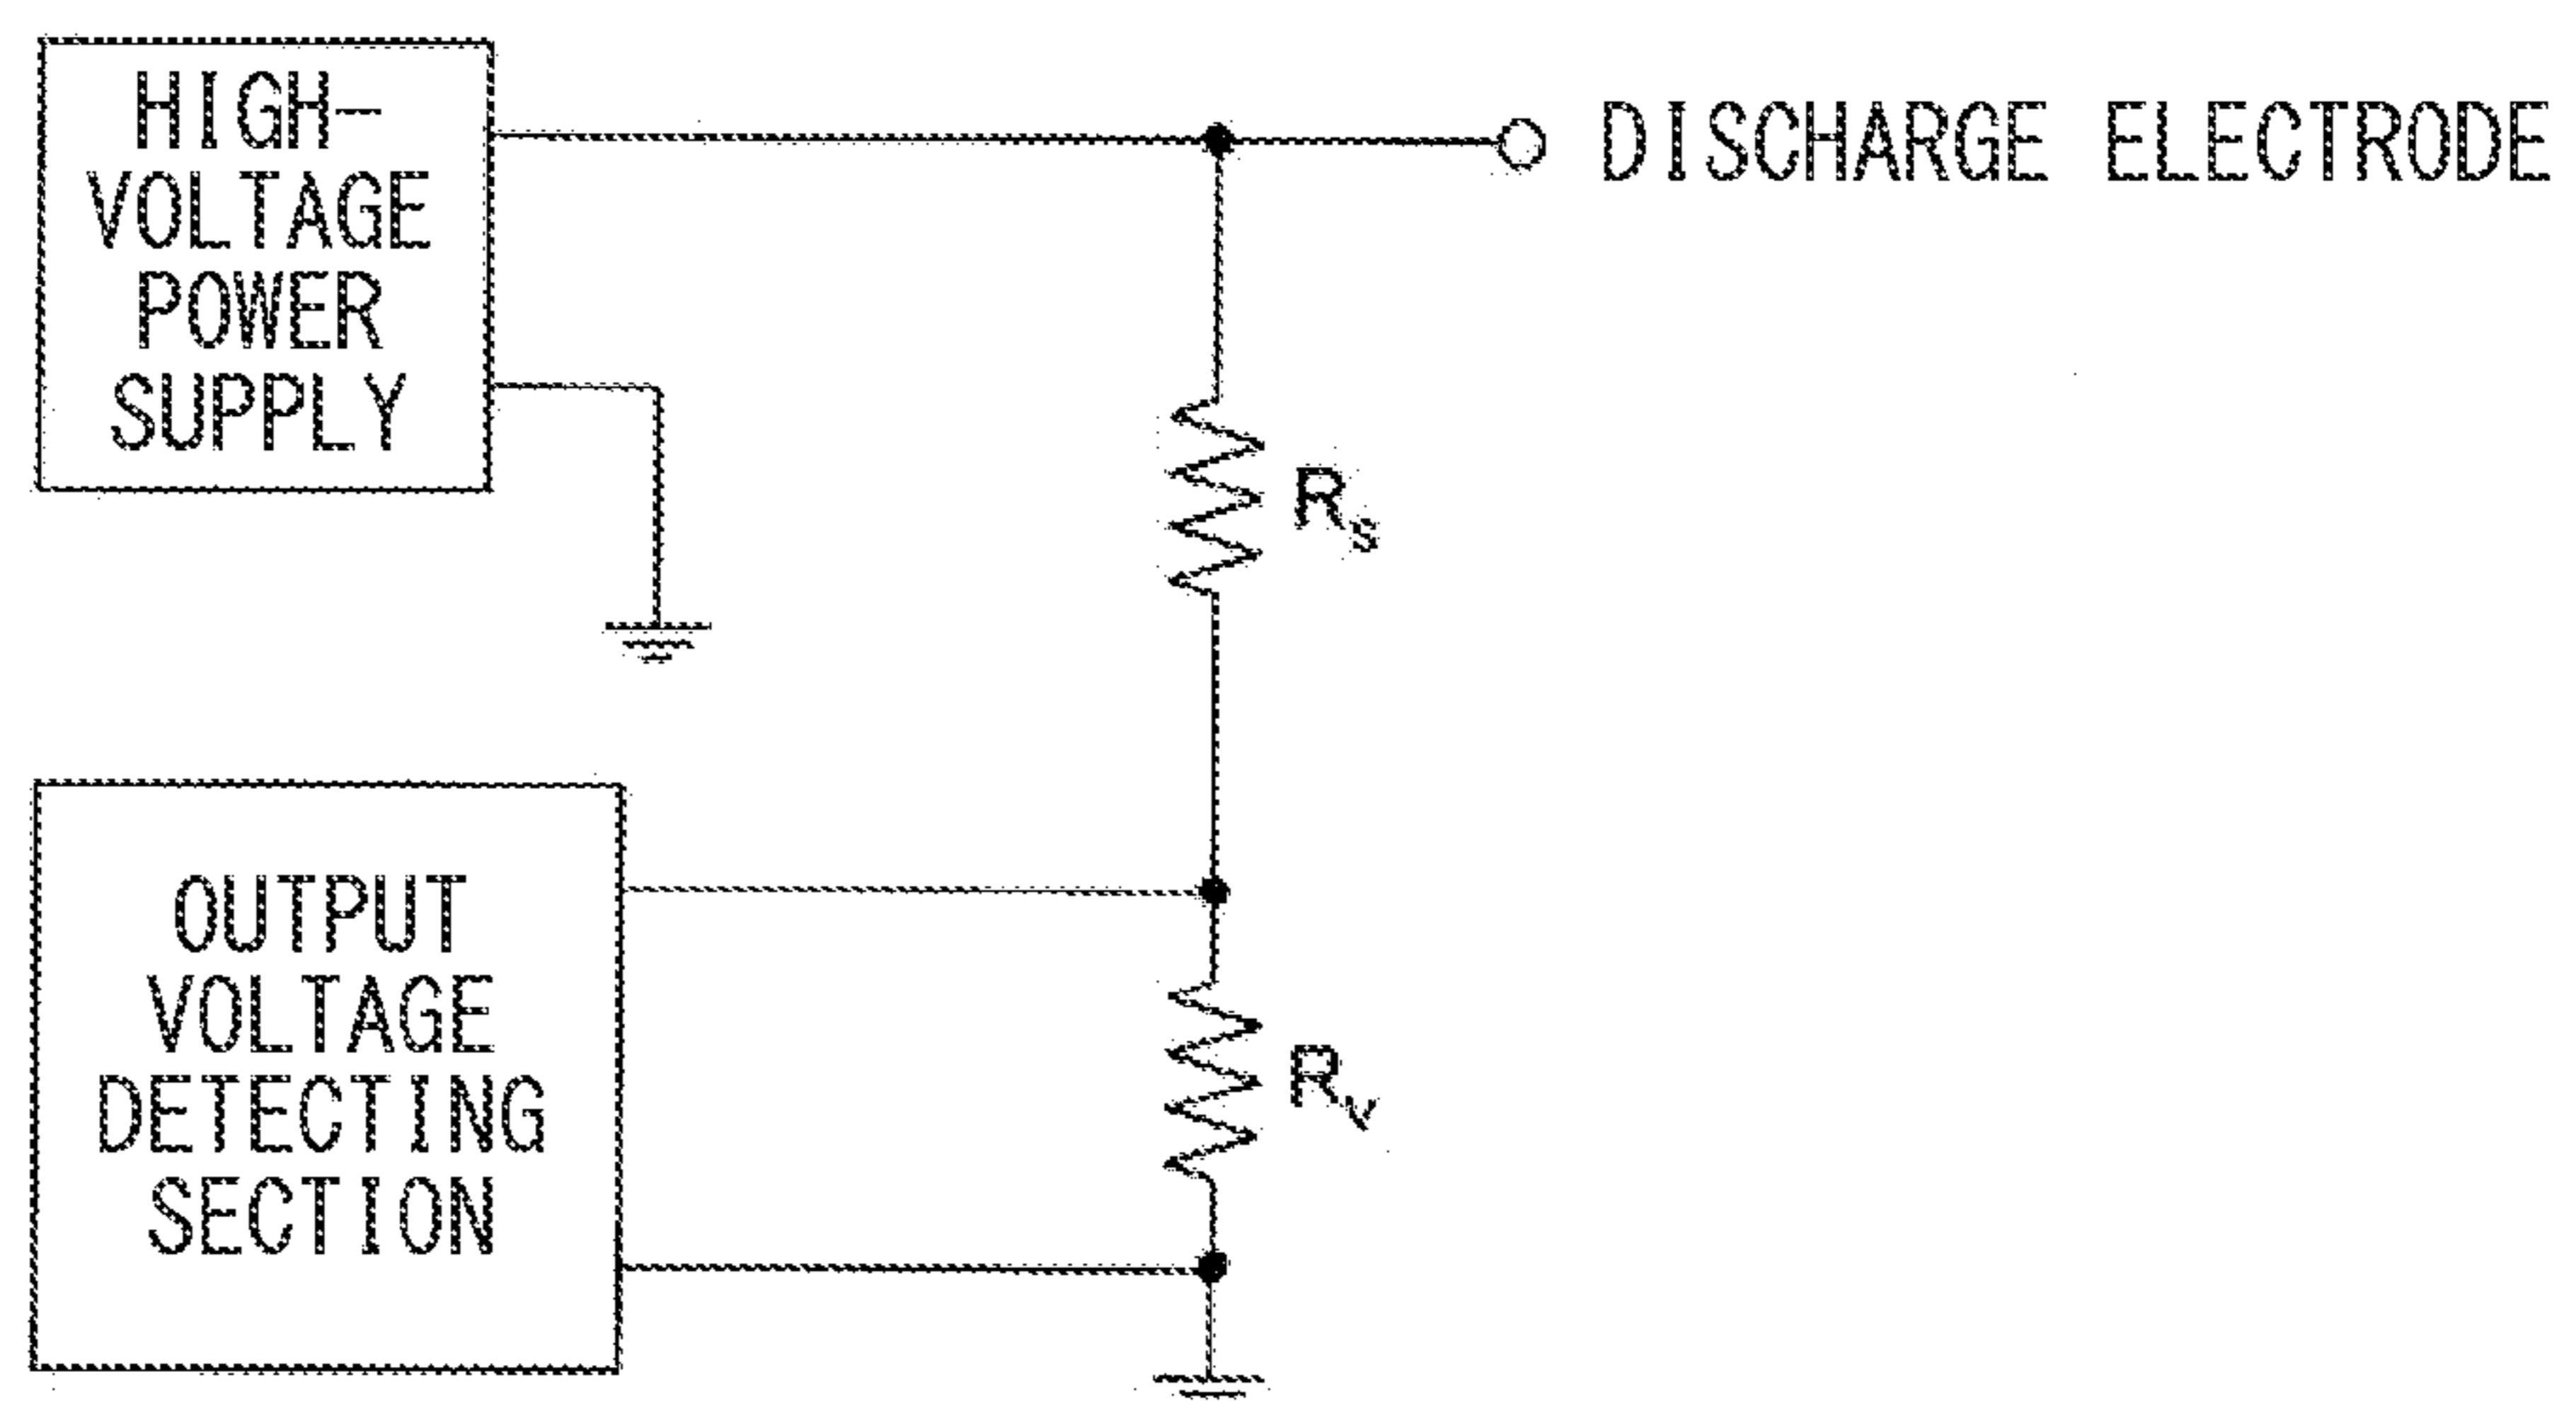 HIGH-
VOLTAGE
POWER
SUPPLY
DISCHARGE ELECTRODE
RS
OUTPUT
VOLTAGE
DETECTING
SECTION
RV